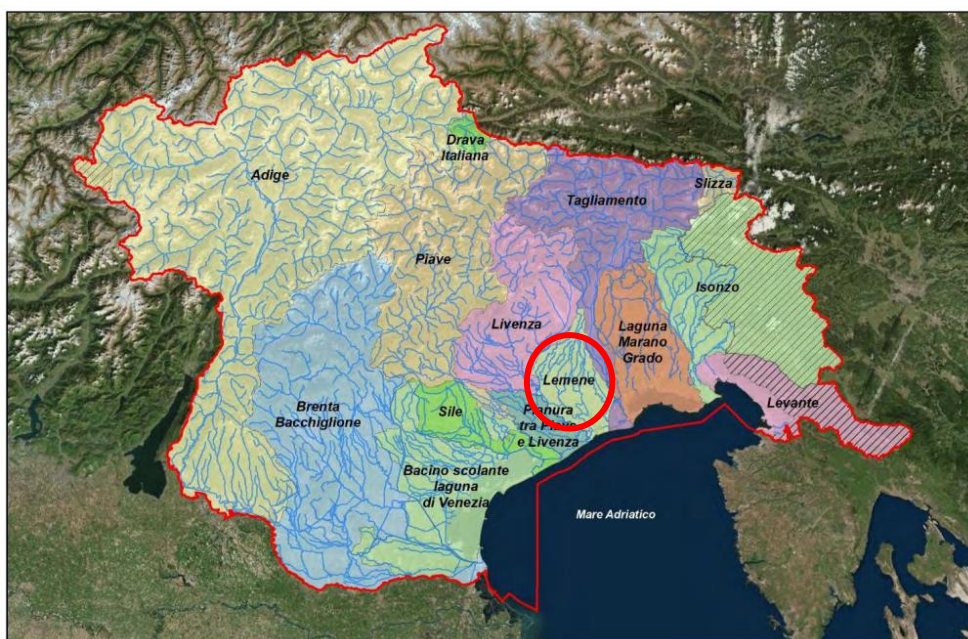 Drava
Italiana
Adige
Slizza
Tagliamento
Piave
Isonzo
Livenza
Laguna
Marano
Grado
Lemene
Levante
Brenta
Bacchiglione
Sile
Pianura
tra Piave
e Livenza
Bacino scolante
laguna
di Venezia
Mare Adriatico